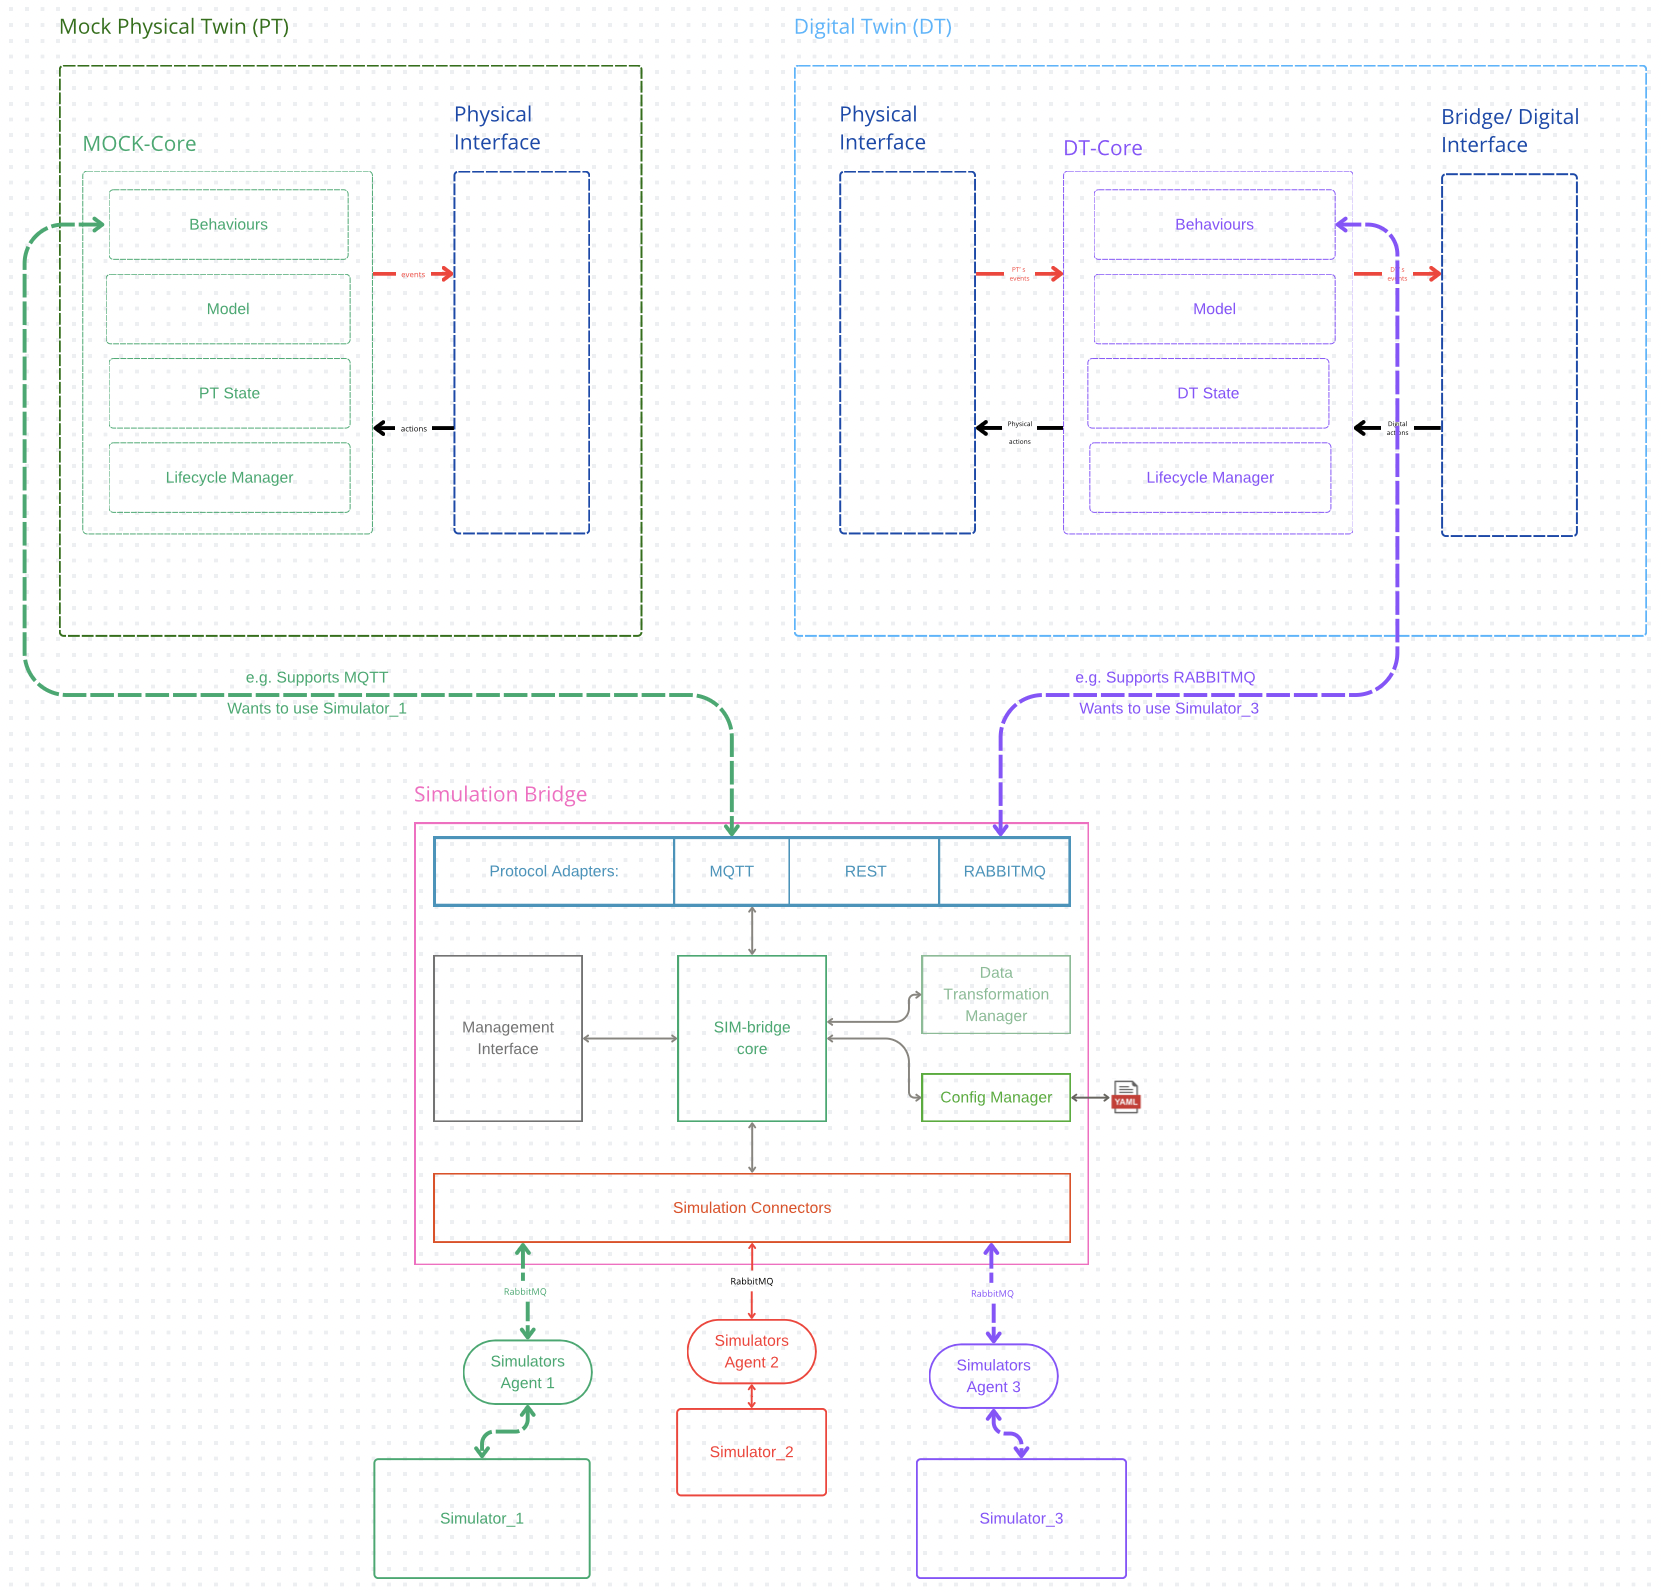 Mock Physical Twin (PT)
Digital Twin (DT)
MOCK-Core
Physical
Interface
Behaviours
Model
PT State
Lifecycle Manager
events
actions
Physical
Interface
DT-Core
Bridge/ Digital
Interface
Behaviours
Model
DT State
Lifecycle Manager
PT's
events
Physical
actions
DT's
events
Digital
actions
e.g. Supports MQTT
Wants to use Simulator_1
e.g. Supports RABBITMQ
Wants to use Simulator_3
Simulation Bridge
Protocol Adapters:
MQTT
REST
RABBITMQ
Management
Interface
SIM-bridge
core
Data
Transformation
Manager
Config Manager
YAML
Simulation Connectors
RabbitMQ
RabbitMQ
RabbitMQ
Simulators
Agent 1
Simulators
Agent 2
Simulators
Agent 3
Simulator_1
Simulator_2
Simulator_3